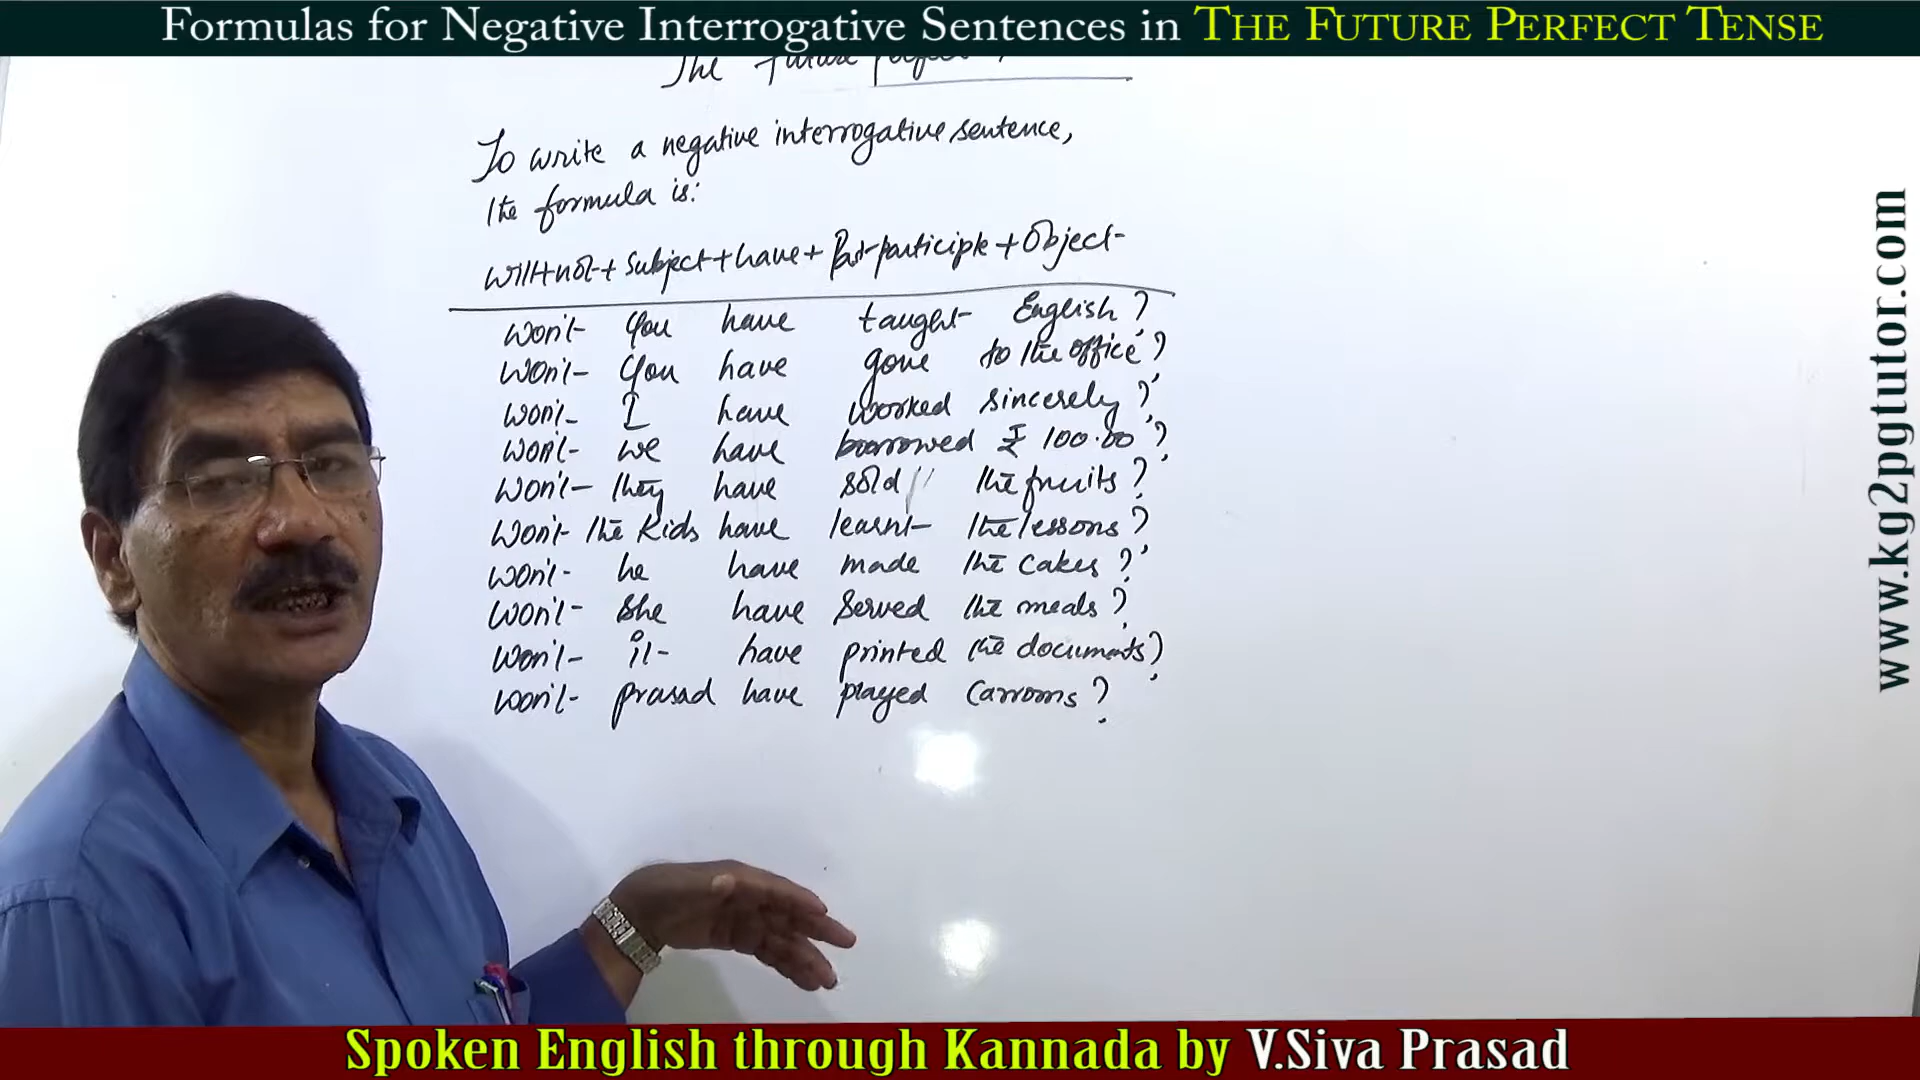 Formulas for Negative Interrogative Sentences in THE FUTURE PERFECT TENSE
The Future perfect
To write a negative interrogative sentence,
the formula is:
Will+not+ Subject+have+ Past participle + Object
Won't you have taught English?
Won't you have gone to the office?
Won't I have worked sincerely?
Won't we have borrowed ₹ 100.00?
Won't they have sold the fruits?
Won't the kids have learnt the lessons?
Won't he have made the cakes?
Won't she have served the meals?
Won't it have printed the documents?
Won't prasad have played Carroms?
www.kg2pgtutor.com
Spoken English through Kannada by V.Siva Prasad